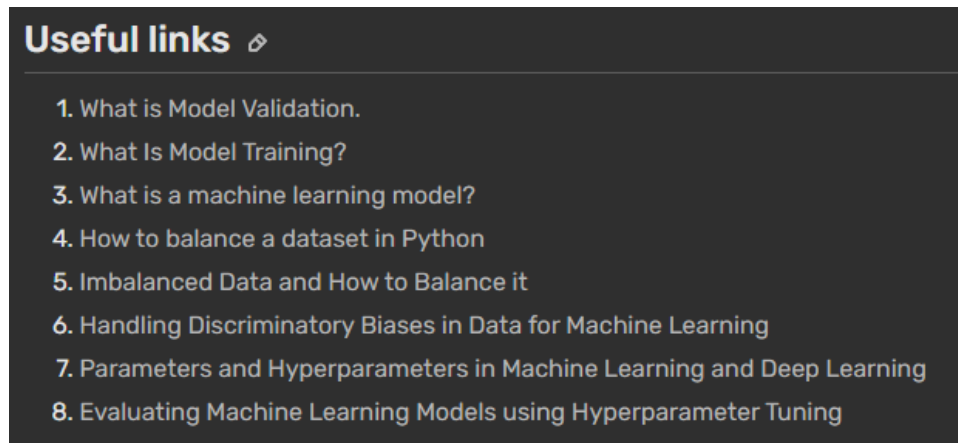 Useful links
1. What is Model Validation.
2. What Is Model Training?
3. What is a machine learning model?
4. How to balance a dataset in Python
5. Imbalanced Data and How to Balance it
6. Handling Discriminatory Biases in Data for Machine Learning
7. Parameters and Hyperparameters in Machine Learning and Deep Learning
8. Evaluating Machine Learning Models using Hyperparameter Tuning